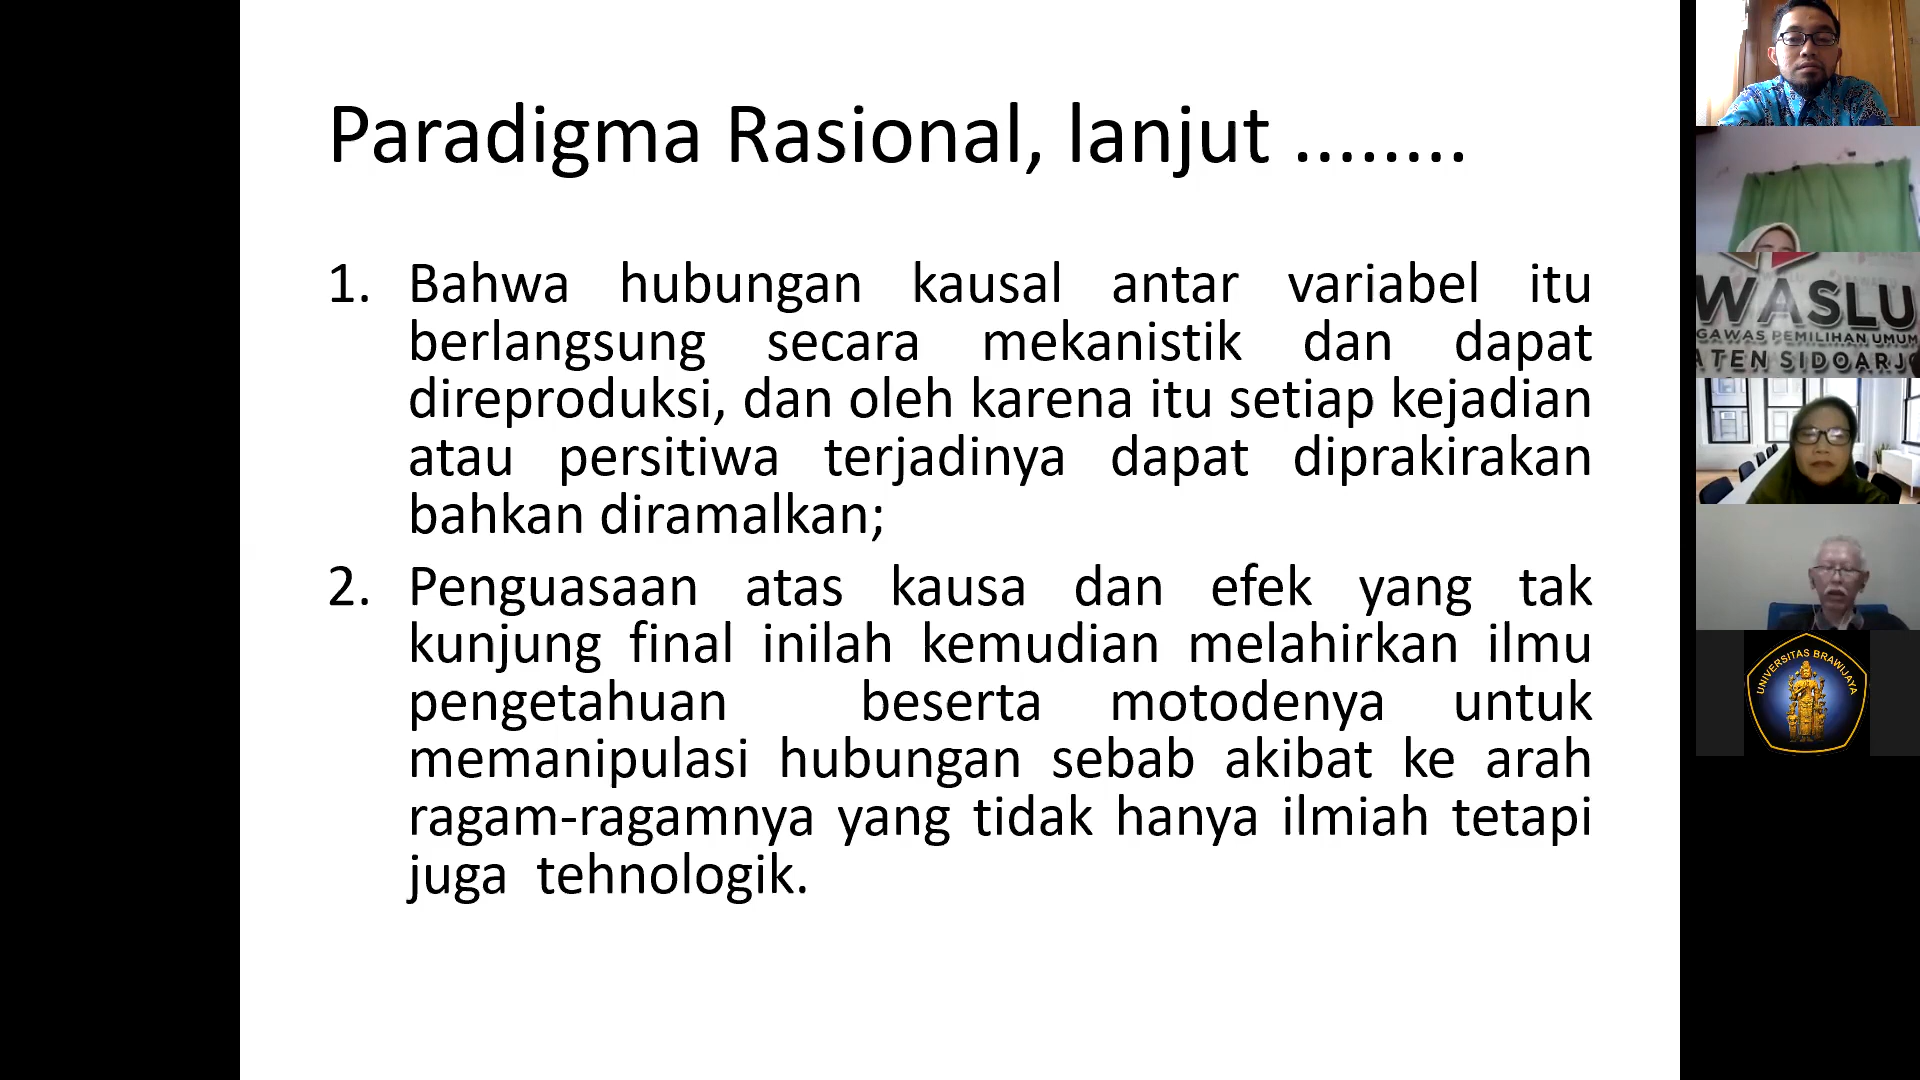 Paradigma Rasional, lanjut ........
1. Bahwa hubungan kausal antar variabel itu
berlangsung secara mekanistik dan dapat
direproduksi, dan oleh karena itu setiap kejadian
atau persitiwa terjadinya dapat diprakirakan
bahkan diramalkan;
2. Penguasaan atas kausa dan efek yang tak
kunjung final inilah kemudian melahirkan ilmu
pengetahuan beserta motodenya untuk
memanipulasi hubungan sebab akibat ke arah
ragam-ragamnya yang tidak hanya ilmiah tetapi
juga tehnologik.
WASLU
GAWAS PEMILIHAN UMUM
ATEN SIDOARJO
UNIVERSITAS BRAWIJAYA